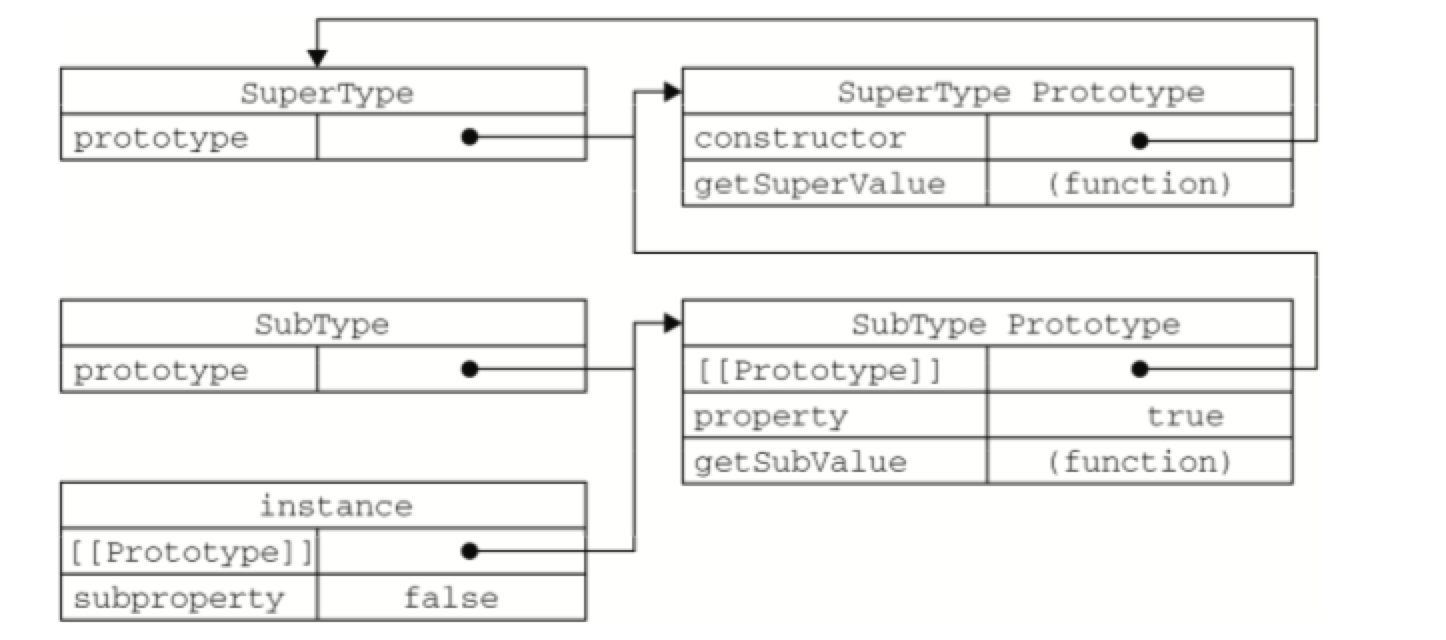 SuperType
prototype
SuperType Prototype
constructor
getSuperValue (function)
SubType
prototype
SubType Prototype
[[Prototype]]
property true
getSubValue (function)
instance
[[Prototype]]
subproperty false